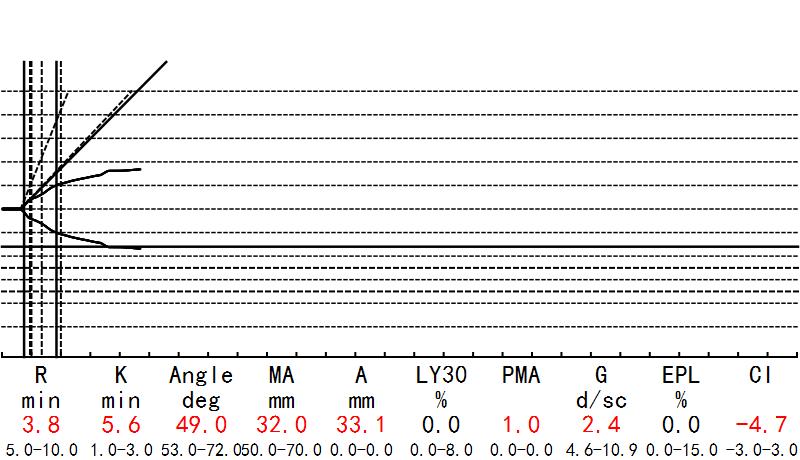 R K Angle MA A LY30 PMA G EPL CI
min min deg mm mm % d/sc %
3.8 5.6 49.0 32.0 33.1 0.0 1.0 2.4 0.0 -4.7
5.0-10.0 1.0-3.0 53.0-72.0 50.0-70.0 0.0-0.0 0.0-8.0 0.0-0.0 4.6-10.9 0.0-15.0 -3.0-3.0